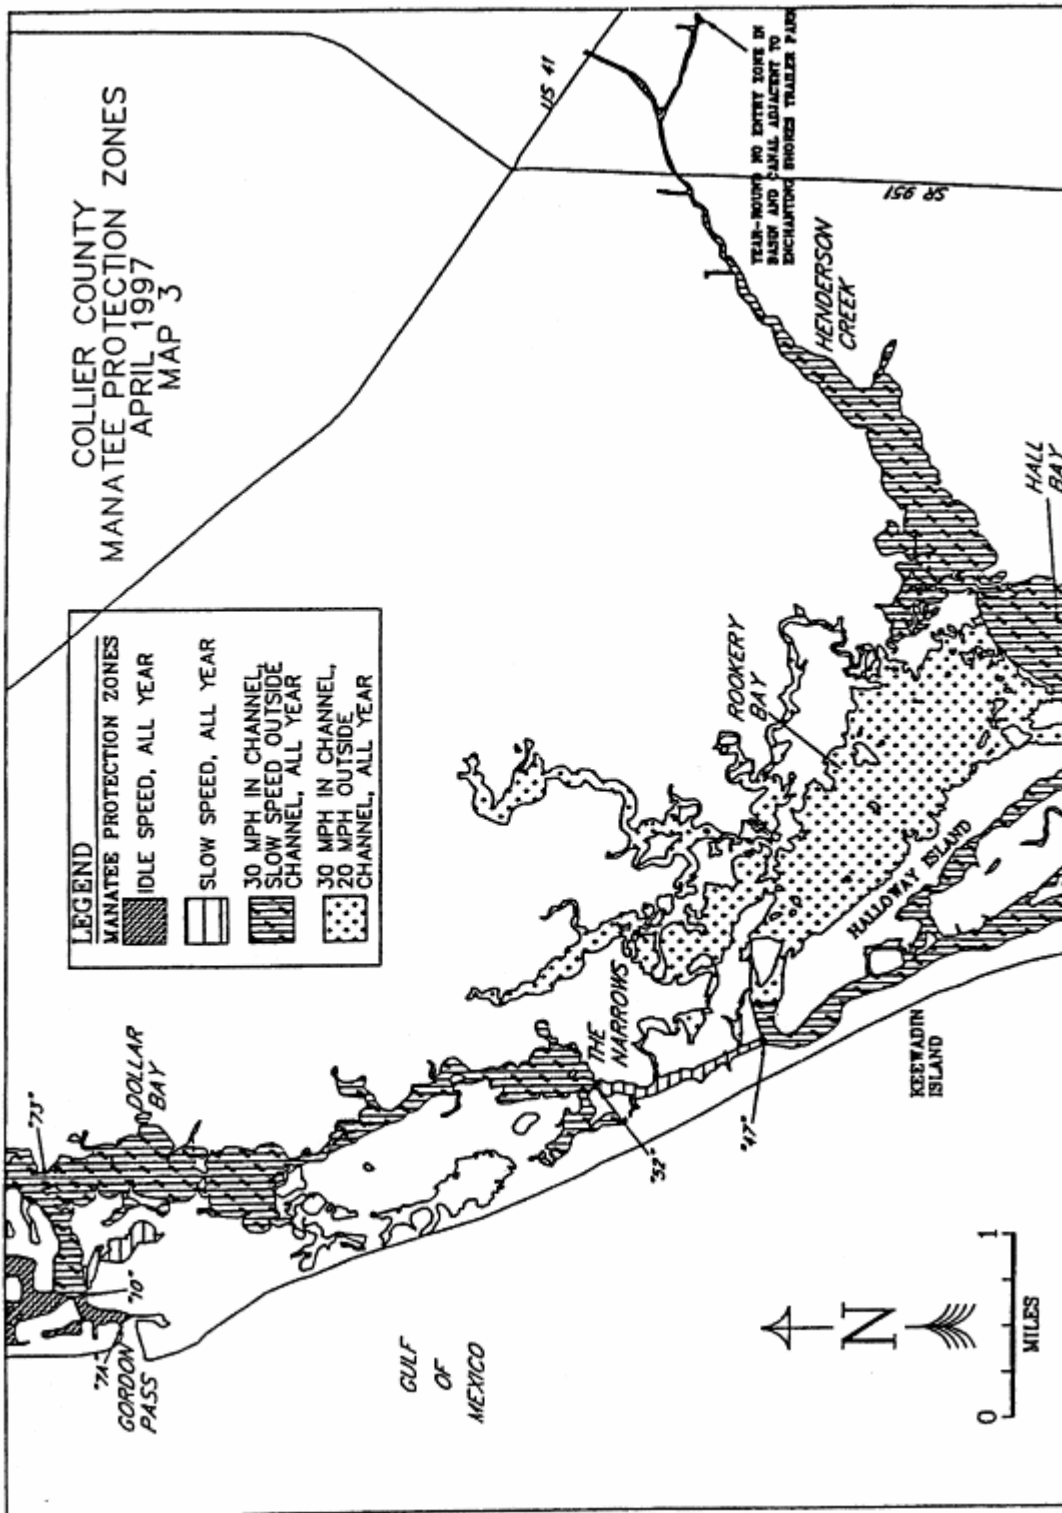 COLLIER COUNTY
MANATEE PROTECTION ZONES
APRIL 1997
MAP 3
LEGEND
MANATEE PROTECTION ZONES
IDLE SPEED, ALL YEAR
SLOW SPEED, ALL YEAR
30 MPH IN CHANNEL,
SLOW SPEED OUTSIDE
CHANNEL, ALL YEAR
30 MPH IN CHANNEL,
20 MPH OUTSIDE
CHANNEL, ALL YEAR
US 41
SR 951
YEAR-ROUND NO ENTRY ZONE IN
BASIN AND CANAL ADJACENT TO
ENCHANTING SHORES TRAILER PARK
HENDERSON
CREEK
HALL
BAY
ROOKERY
BAY
HALLOWAY ISLAND
KEEWADIN
ISLAND
THE
NARROWS
"47"
"52"
DOLLAR
BAY
"73"
"10"
"7A"
GORDON
PASS
GULF
OF
MEXICO
N
0 1
MILES